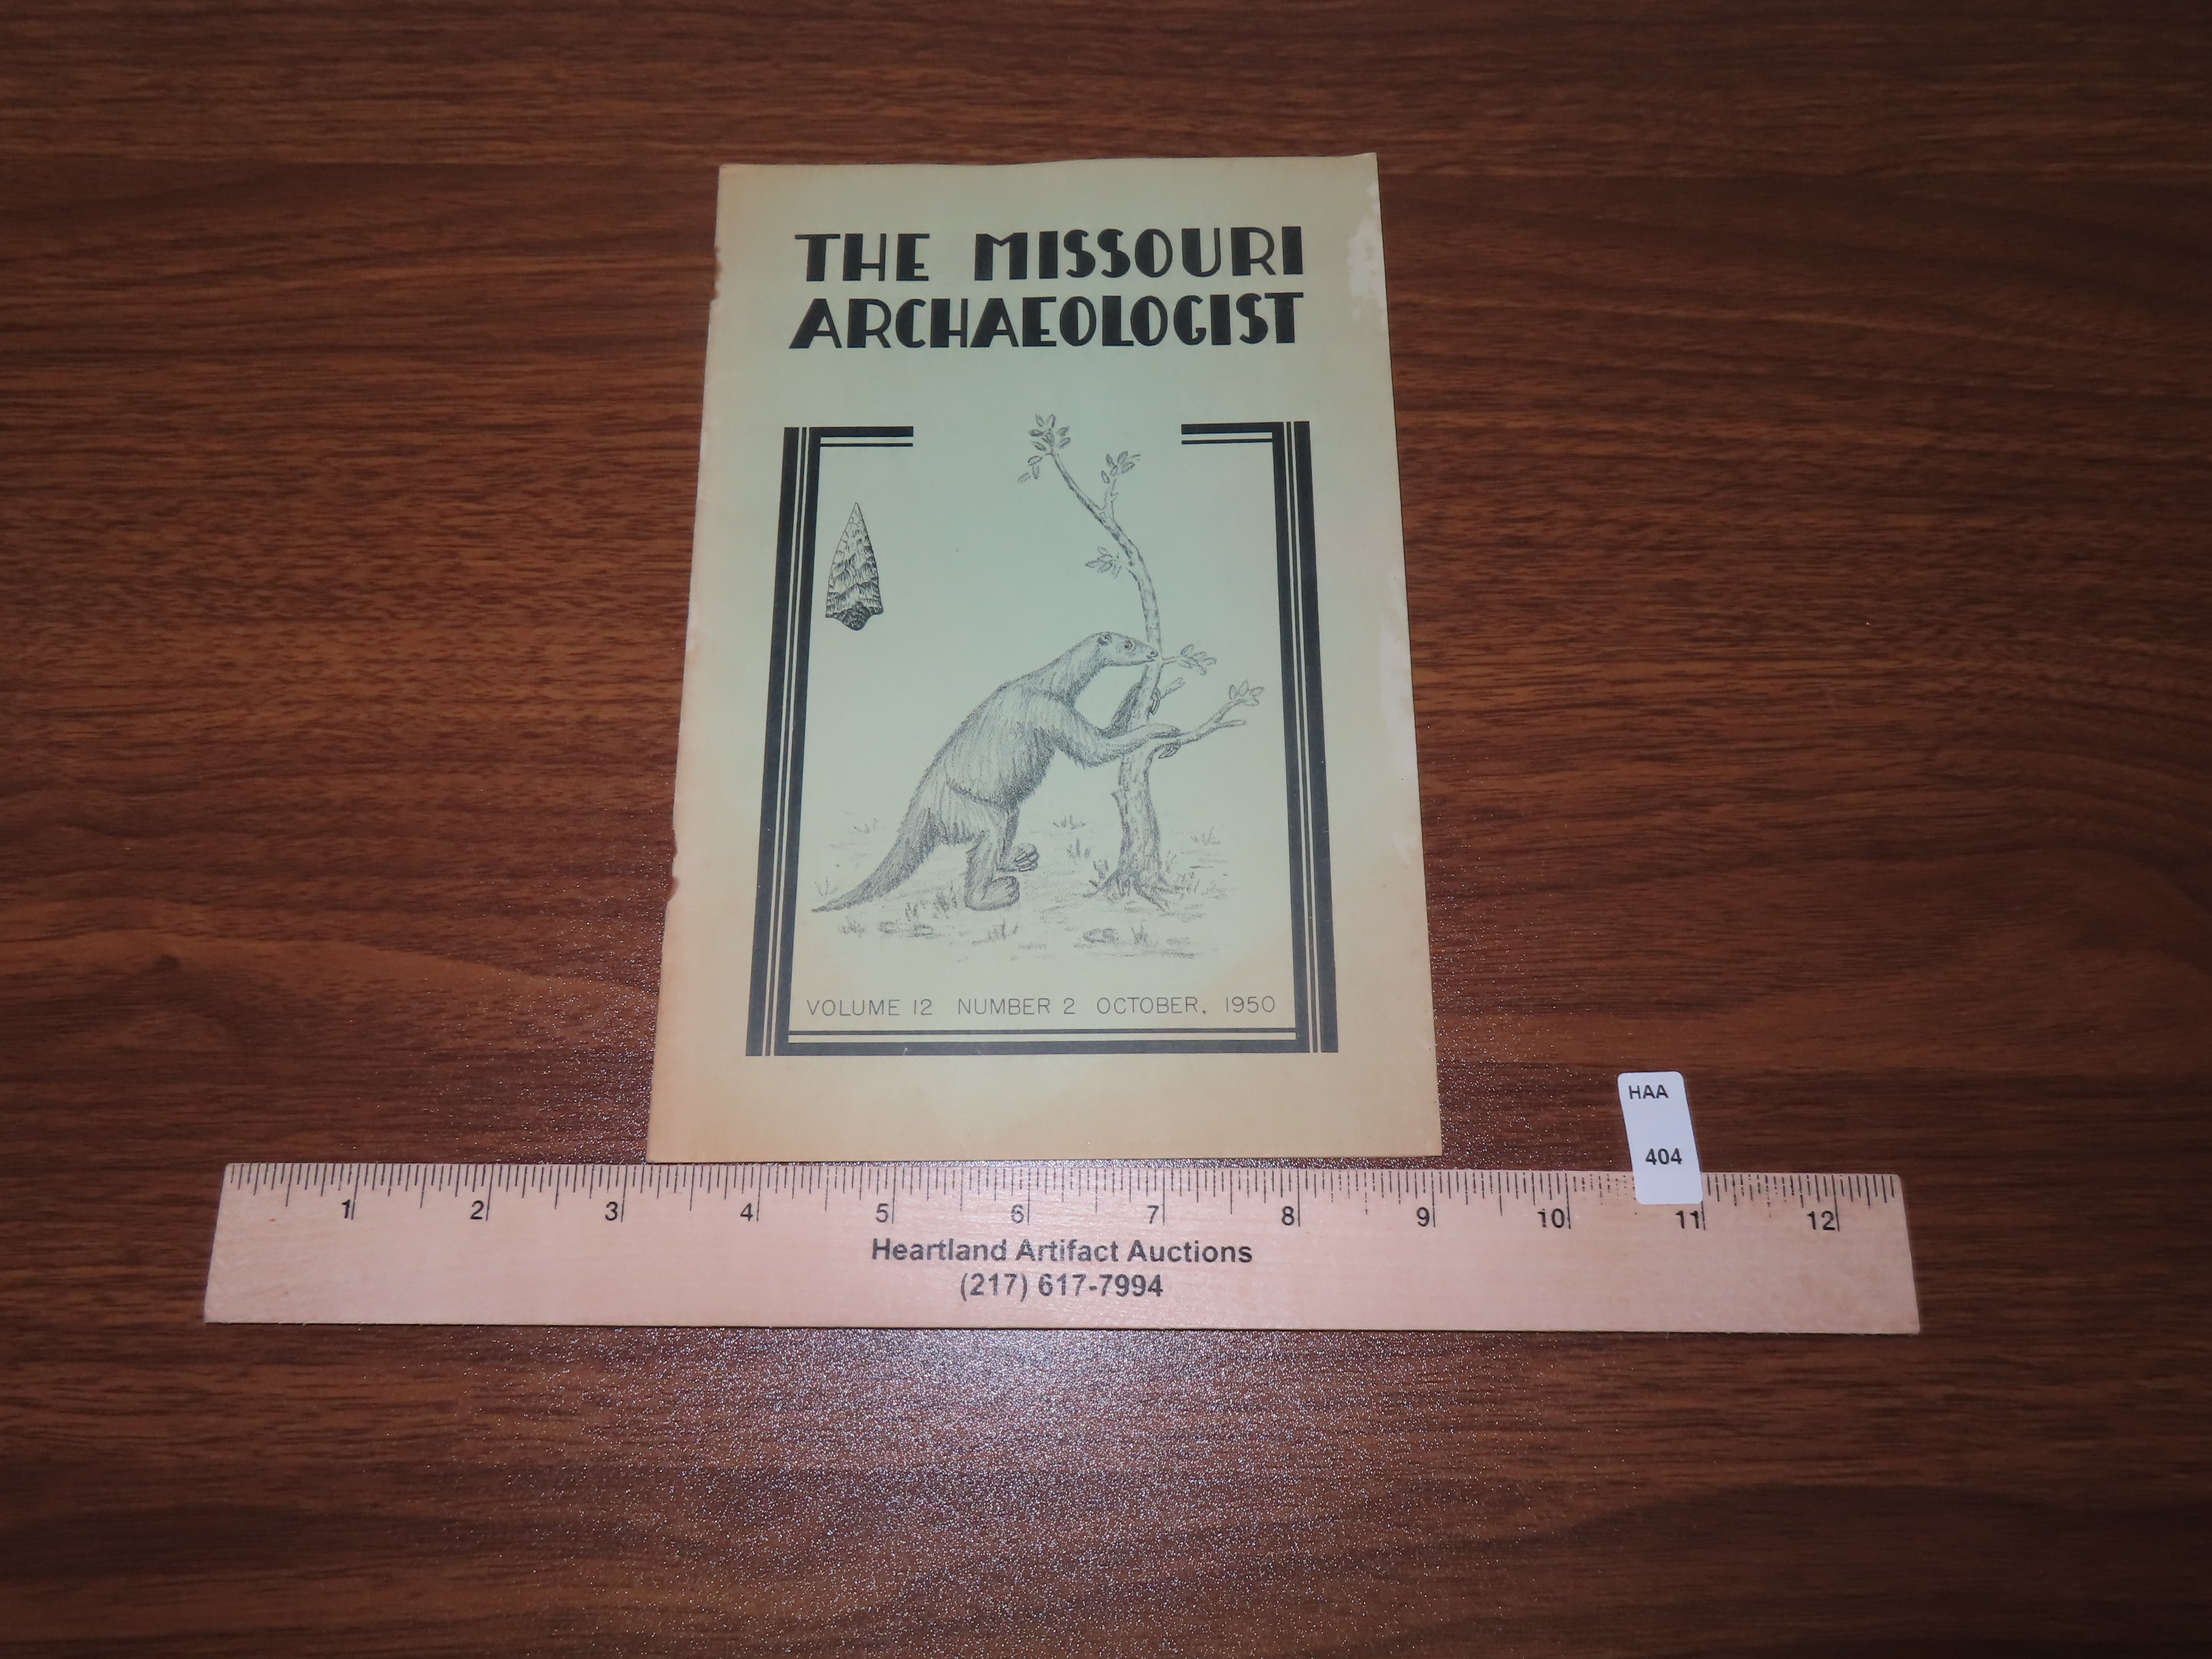 THE MISSOURI
ARCHAEOLOGIST
VOLUME 12 NUMBER 2 OCTOBER, 1950
HAA
404
1 2 3 4 5 6 7 8 9 10 11 12
Heartland Artifact Auctions
(217) 617-7994